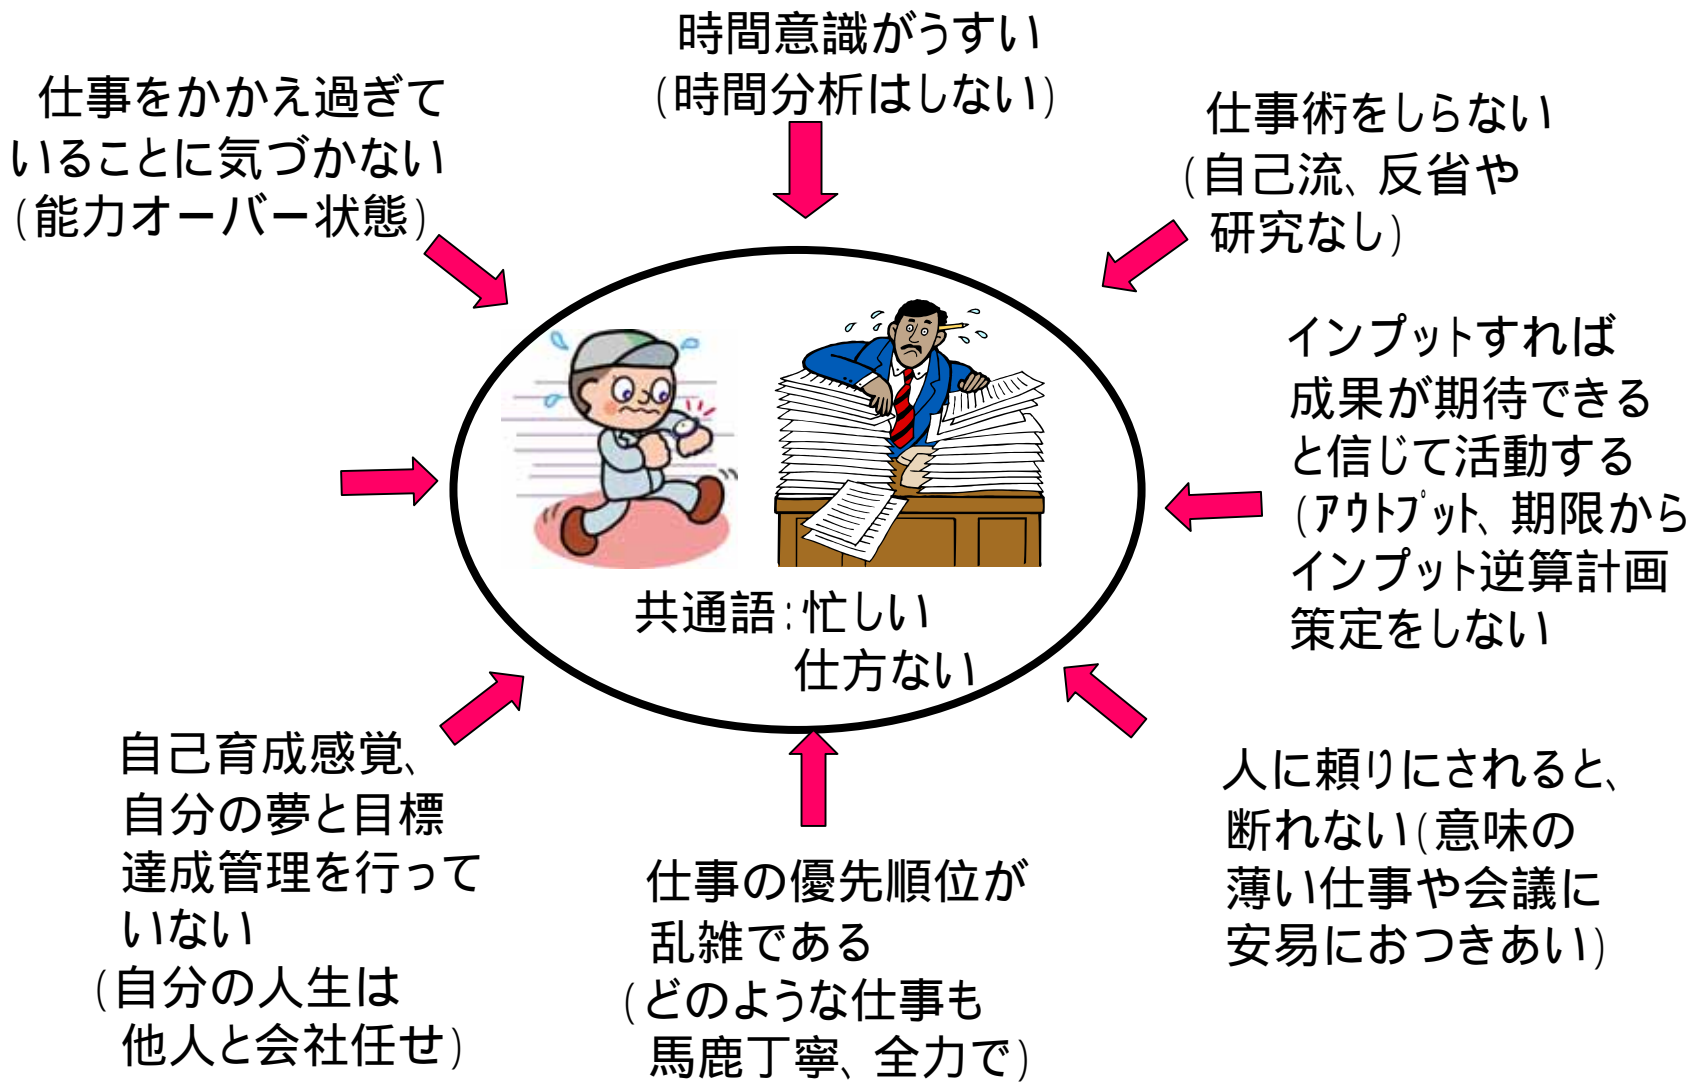 時間意識がうすい
(時間分析はしない)
仕事をかかえ過ぎて
いることに気づかない
(能力オーバー状態)
仕事術をしらない
(自己流、反省や
研究なし)
インプットすれば
成果が期待できる
と信じて活動する
(ｱｳﾄﾌﾟｯﾄ、期限から
インプット逆算計画
策定をしない
共通語:忙しい
仕方ない
自己育成感覚、
自分の夢と目標
達成管理を行って
いない
(自分の人生は
他人と会社任せ)
仕事の優先順位が
乱雑である
(どのような仕事も
馬鹿丁寧、全力で)
人に頼りにされると、
断れない(意味の
薄い仕事や会議に
安易におつきあい)